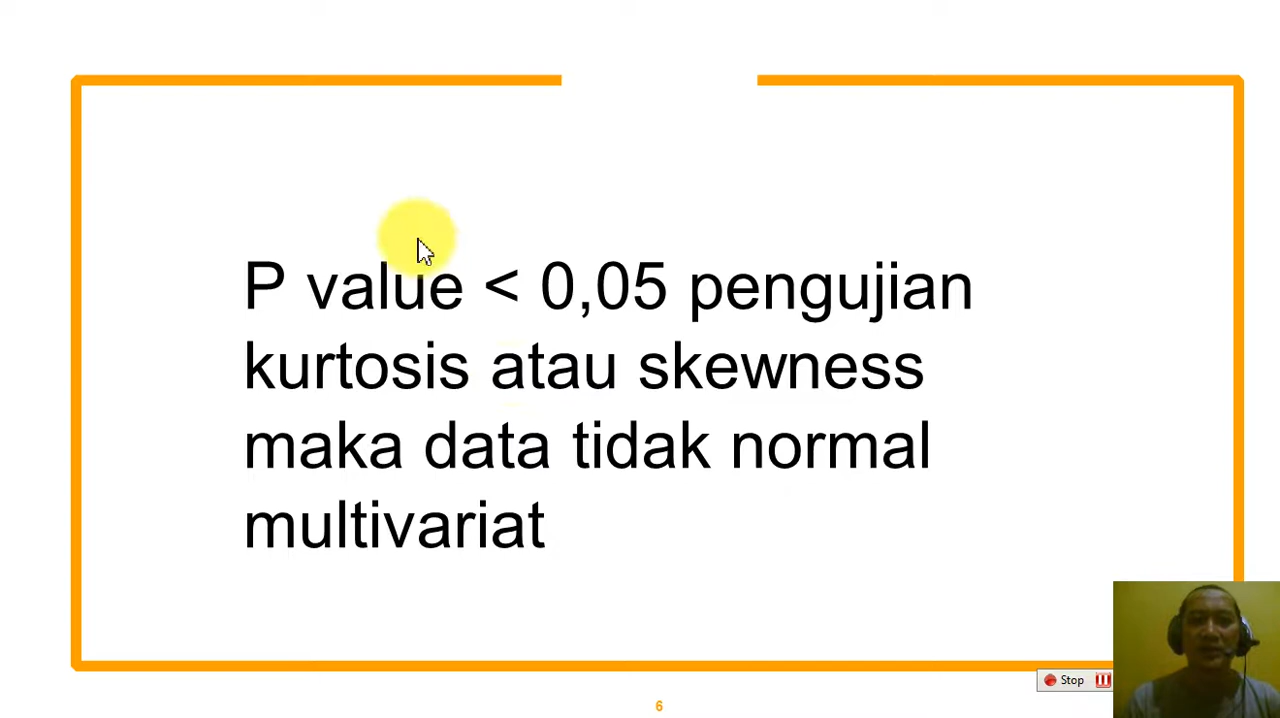 P value < 0,05 pengujian
kurtosis atau skewness
maka data tidak normal
multivariat
Stop
6